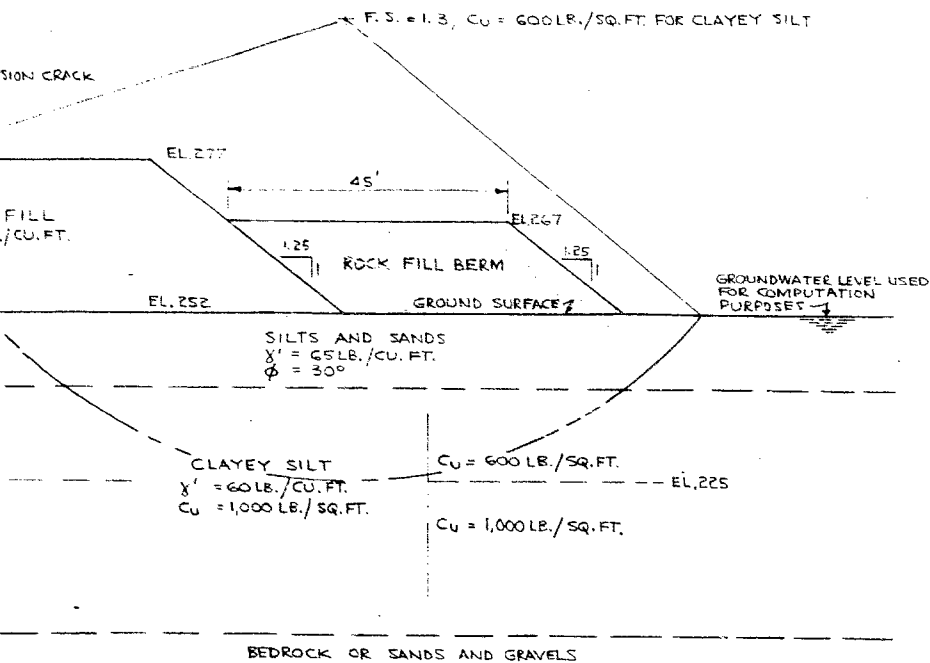 F. S. = 1.3, Cu = 600 LB./SQ.FT. FOR CLAYEY SILT
SION CRACK
EL.277
45'
FILL
./CU.FT.
EL.267
1.25
1
ROCK FILL BERM
1.25
1
GROUNDWATER LEVEL USED
FOR COMPUTATION
PURPOSES
EL.252
GROUND SURFACE
SILTS AND SANDS
γ' = 65 LB./CU. FT.
φ = 30°
CLAYEY SILT
γ' = 60 LB./CU. FT.
Cu = 1,000 LB./SQ.FT.
Cu = 600 LB./SQ.FT.
EL.225
Cu = 1,000 LB./SQ.FT.
BEDROCK OR SANDS AND GRAVELS